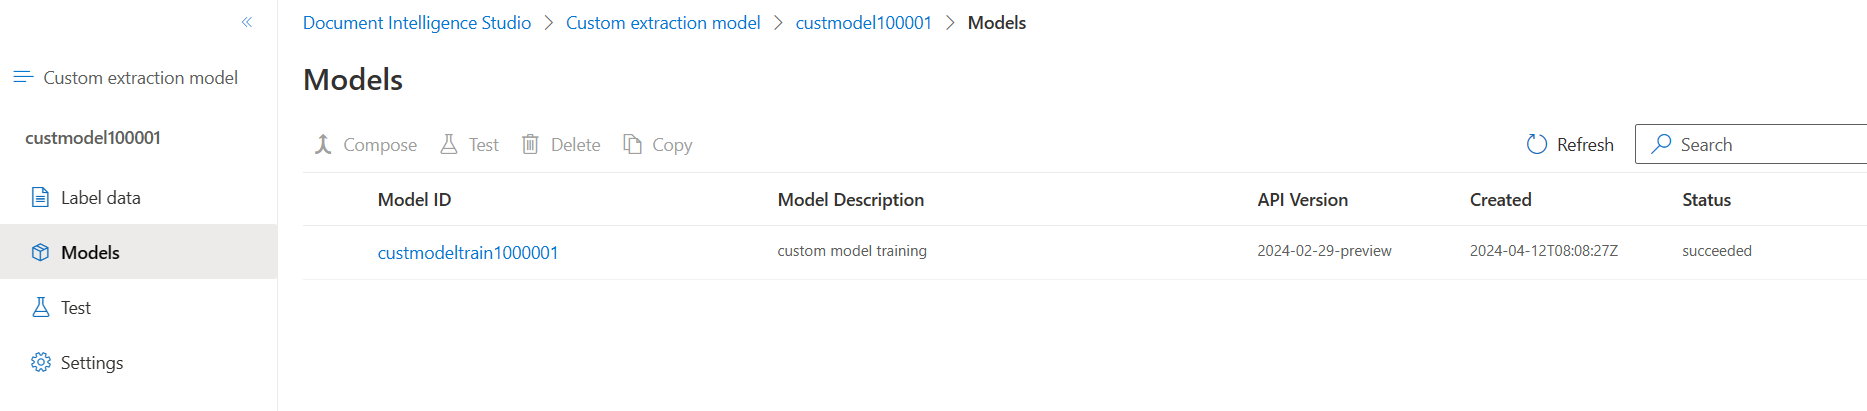 Document Intelligence Studio > Custom extraction model > custmodel100001 > Models
Custom extraction model
custmodel100001
Label data
Models
Test
Settings
Models
Compose Test Delete Copy Refresh Search
Model ID Model Description API Version Created Status
custmodeltrain1000001 custom model training 2024-02-29-preview 2024-04-12T08:08:27Z succeeded